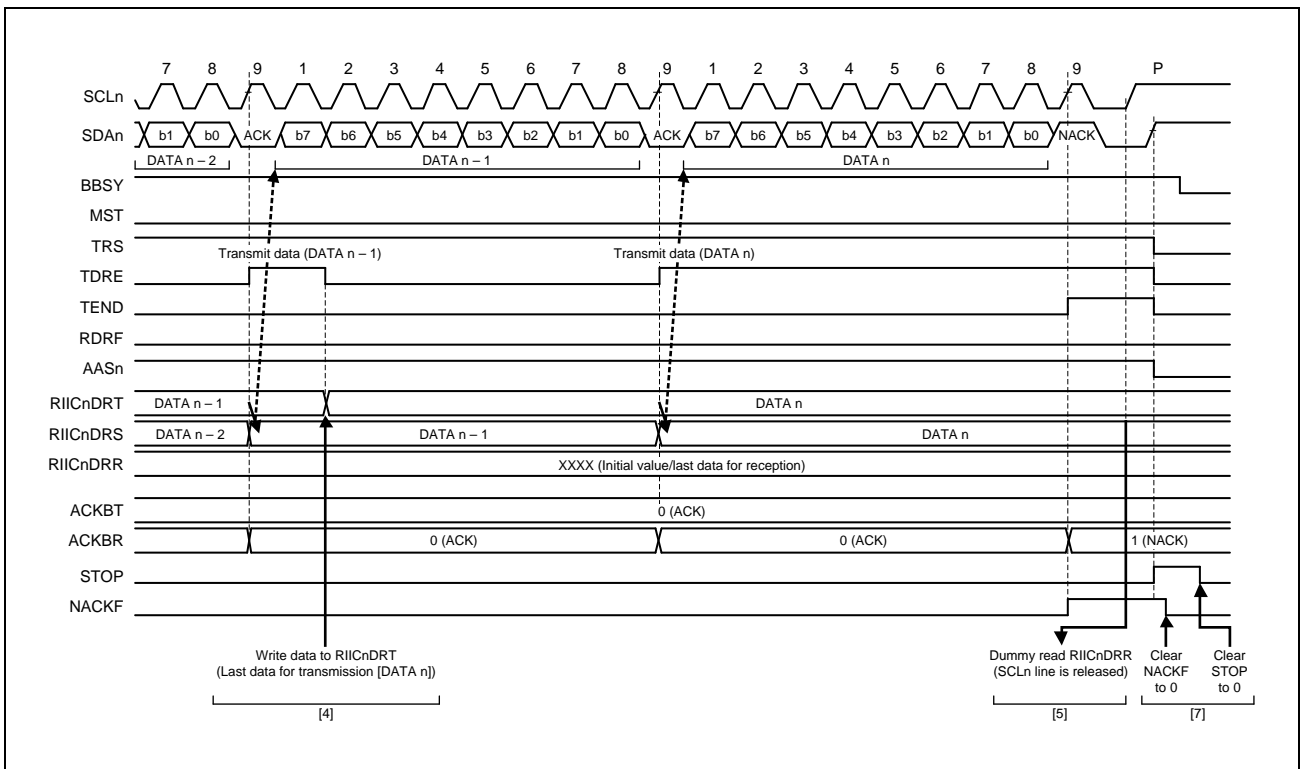 7 8 9 1 2 3 4 5 6 7 8 9 1 2 3 4 5 6 7 8 9 P
SCLn
SDAn b1 b0 ACK b7 b6 b5 b4 b3 b2 b1 b0 ACK b7 b6 b5 b4 b3 b2 b1 b0 NACK
DATA n – 2 DATA n – 1 DATA n
BBSY
MST
TRS
Transmit data (DATA n – 1) Transmit data (DATA n)
TDRE
TEND
RDRF
AASn
RIICnDRT DATA n – 1 DATA n
RIICnDRS DATA n – 2 DATA n – 1 DATA n
RIICnDRR XXXX (Initial value/last data for reception)
ACKBT 0 (ACK)
ACKBR 0 (ACK) 0 (ACK) 1 (NACK)
STOP
NACKF
Write data to RIICnDRT
(Last data for transmission [DATA n])
[4]
Dummy read RIICnDRR
(SCLn line is released)
[5]
Clear
NACKF
to 0
Clear
STOP
to 0
[7]